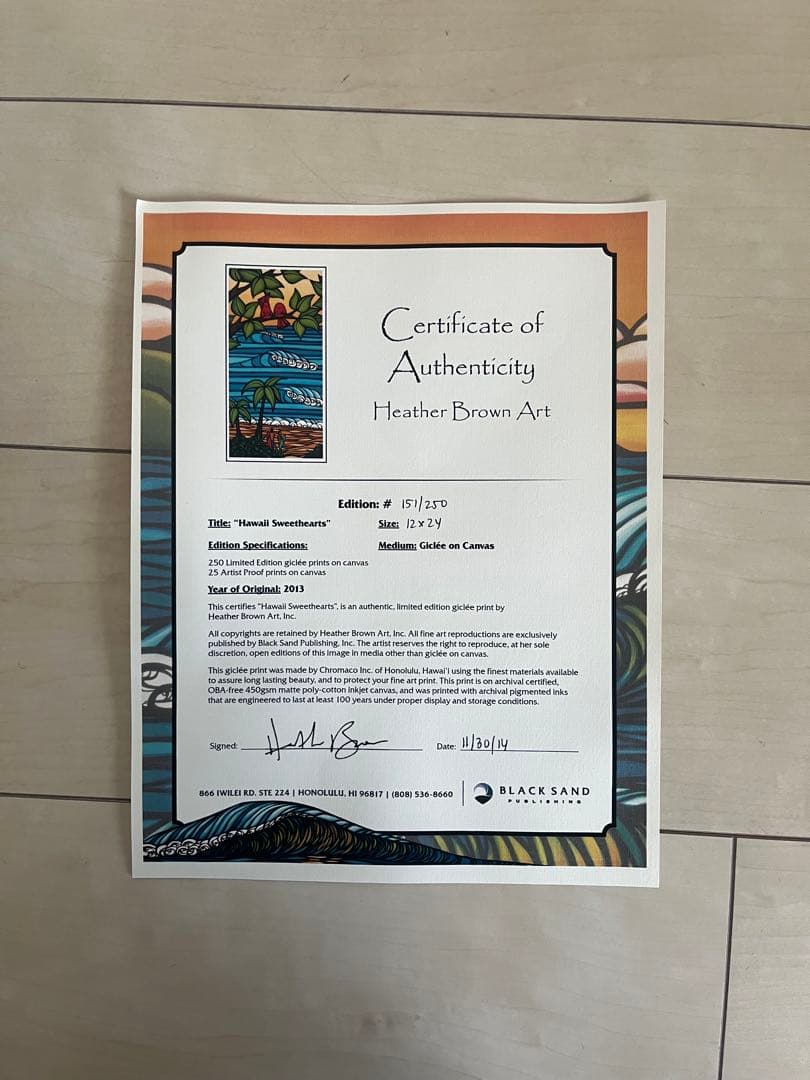 Certificate of
Authenticity
Heather Brown Art
Edition: # 151/250
Title: "Hawaii Sweethearts" Size: 12x24
Edition Specifications: Medium: Giclée on Canvas
250 Limited Edition giclée prints on canvas
25 Artist Proof prints on canvas
Year of Original: 2013
This certifies "Hawaii Sweethearts", is an authentic, limited edition giclée print by
Heather Brown Art, Inc.
All copyrights are retained by Heather Brown Art, Inc. All fine art reproductions are exclusively
published by Black Sand Publishing, Inc. The artist reserves the right to reproduce, at her sole
discretion, open editions of this image in media other than giclée on canvas.
This giclée print was made by Chromaco Inc. of Honolulu, Hawai'i using the finest materials available
to assure long lasting beauty, and to protect your fine art print. This print is on archival certified,
OBA-free 450gsm matte poly-cotton inkjet canvas, and was printed with archival pigmented inks
that are engineered to last at least 100 years under proper display and storage conditions.
Signed: Heather Brown Date: 11/30/14
866 IWILEI RD. STE 224 | HONOLULU, HI 96817 | (808) 536-8660
BLACK SAND
PUBLISHING